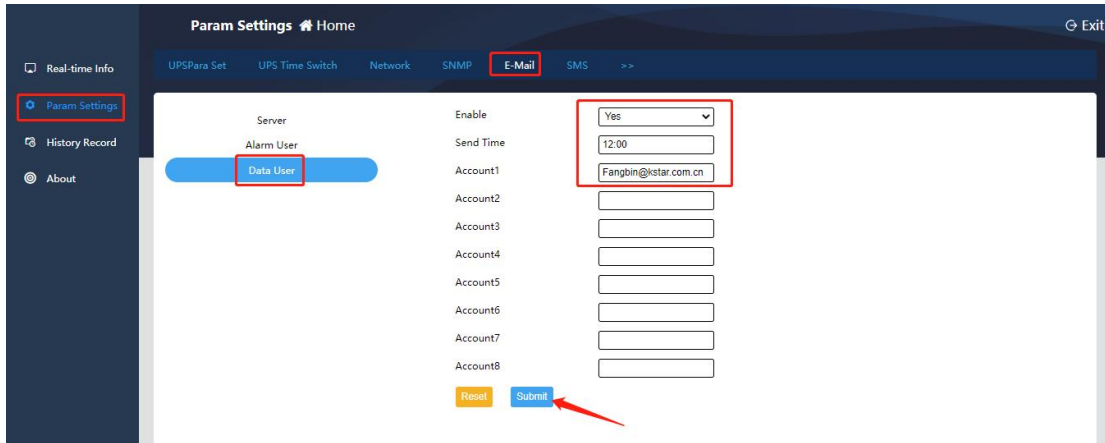 Param Settings Home
Exit
Real-time Info
Param Settings
History Record
About
UPSPara Set UPS Time Switch Network SNMP E-Mail SMS >>
Server
Alarm User
Data User
Enable Yes
Send Time 12:00
Account1 Fangbin@kstar.com.cn
Account2
Account3
Account4
Account5
Account6
Account7
Account8
Reset Submit